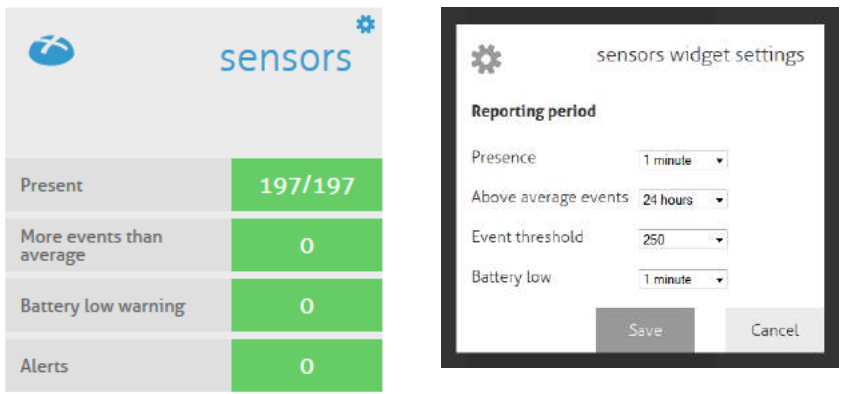 sensors
Present 197/197
More events than
average 0
Battery low warning 0
Alerts 0
sensors widget settings
Reporting period
Presence 1 minute
Above average events 24 hours
Event threshold 250
Battery low 1 minute
Save Cancel